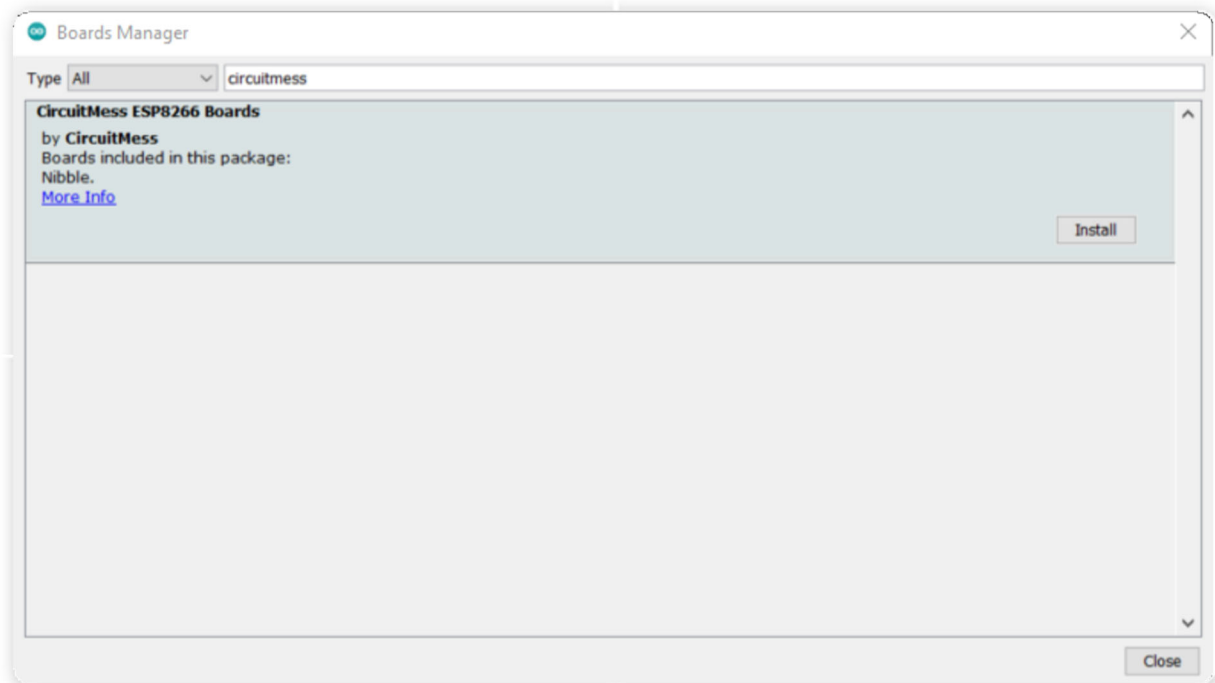 Boards Manager
Type All circuitmess
CircuitMess ESP8266 Boards
by CircuitMess
Boards included in this package:
Nibble.
More Info
Install
Close